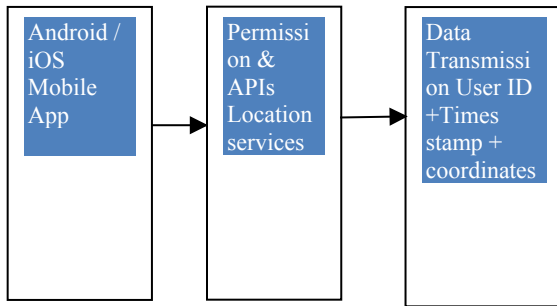 Android /
iOS
Mobile
App
Permissi
on &
APIs
Location
services
Data
Transmissi
on User ID
+Times
stamp +
coordinates